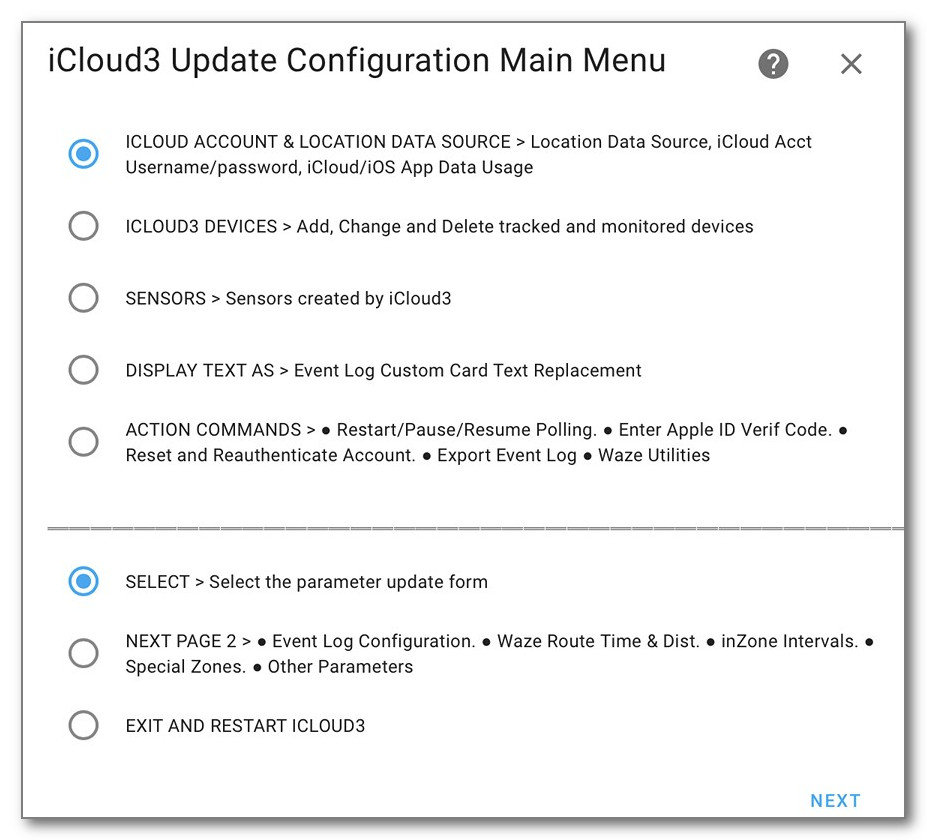 iCloud3 Update Configuration Main Menu
?
ICLOUD ACCOUNT & LOCATION DATA SOURCE > Location Data Source, iCloud Acct
Username/password, iCloud/iOS App Data Usage
ICLOUD3 DEVICES > Add, Change and Delete tracked and monitored devices
SENSORS > Sensors created by iCloud3
DISPLAY TEXT AS > Event Log Custom Card Text Replacement
ACTION COMMANDS > ● Restart/Pause/Resume Polling. ● Enter Apple ID Verif Code. ●
Reset and Reauthenticate Account. ● Export Event Log ● Waze Utilities
SELECT > Select the parameter update form
NEXT PAGE 2 > ● Event Log Configuration. ● Waze Route Time & Dist. ● inZone Intervals. ●
Special Zones. ● Other Parameters
EXIT AND RESTART ICLOUD3
NEXT